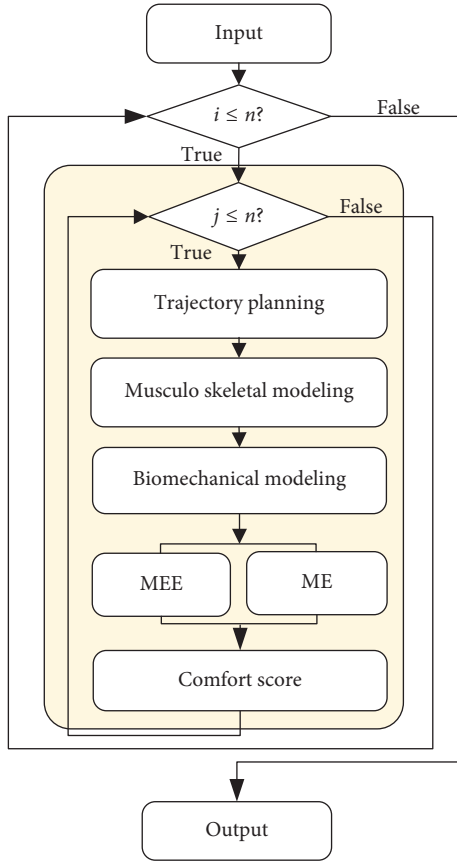 Input
i ≤ n?
False
True
j ≤ n?
False
True
Trajectory planning
Musculo skeletal modeling
Biomechanical modeling
MEE
ME
Comfort score
Output